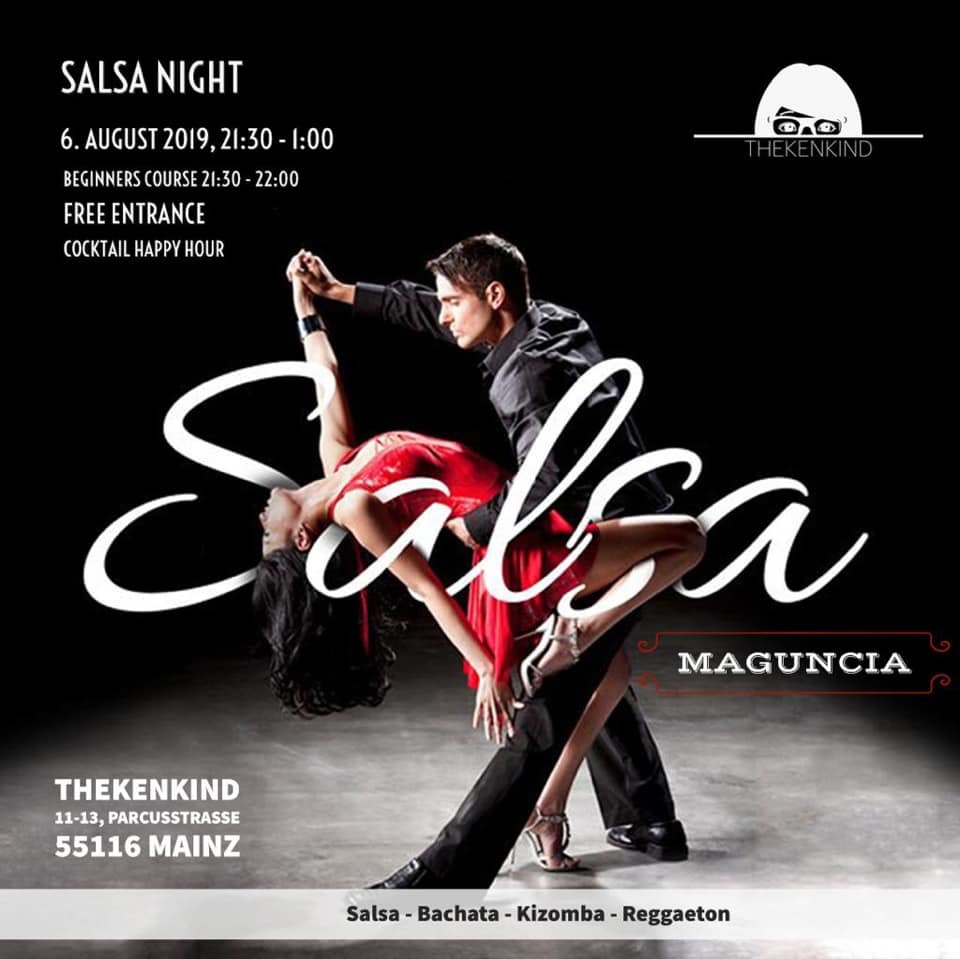 SALSA NIGHT
THEKENKIND
6. AUGUST 2019, 21:30 - 1:00
BEGINNERS COURSE 21:30 - 22:00
FREE ENTRANCE
COCKTAIL HAPPY HOUR
Salsa
MAGUNCIA
THEKENKIND
11-13, PARCUSSTRASSE
55116 MAINZ
Salsa - Bachata - Kizomba - Reggaeton